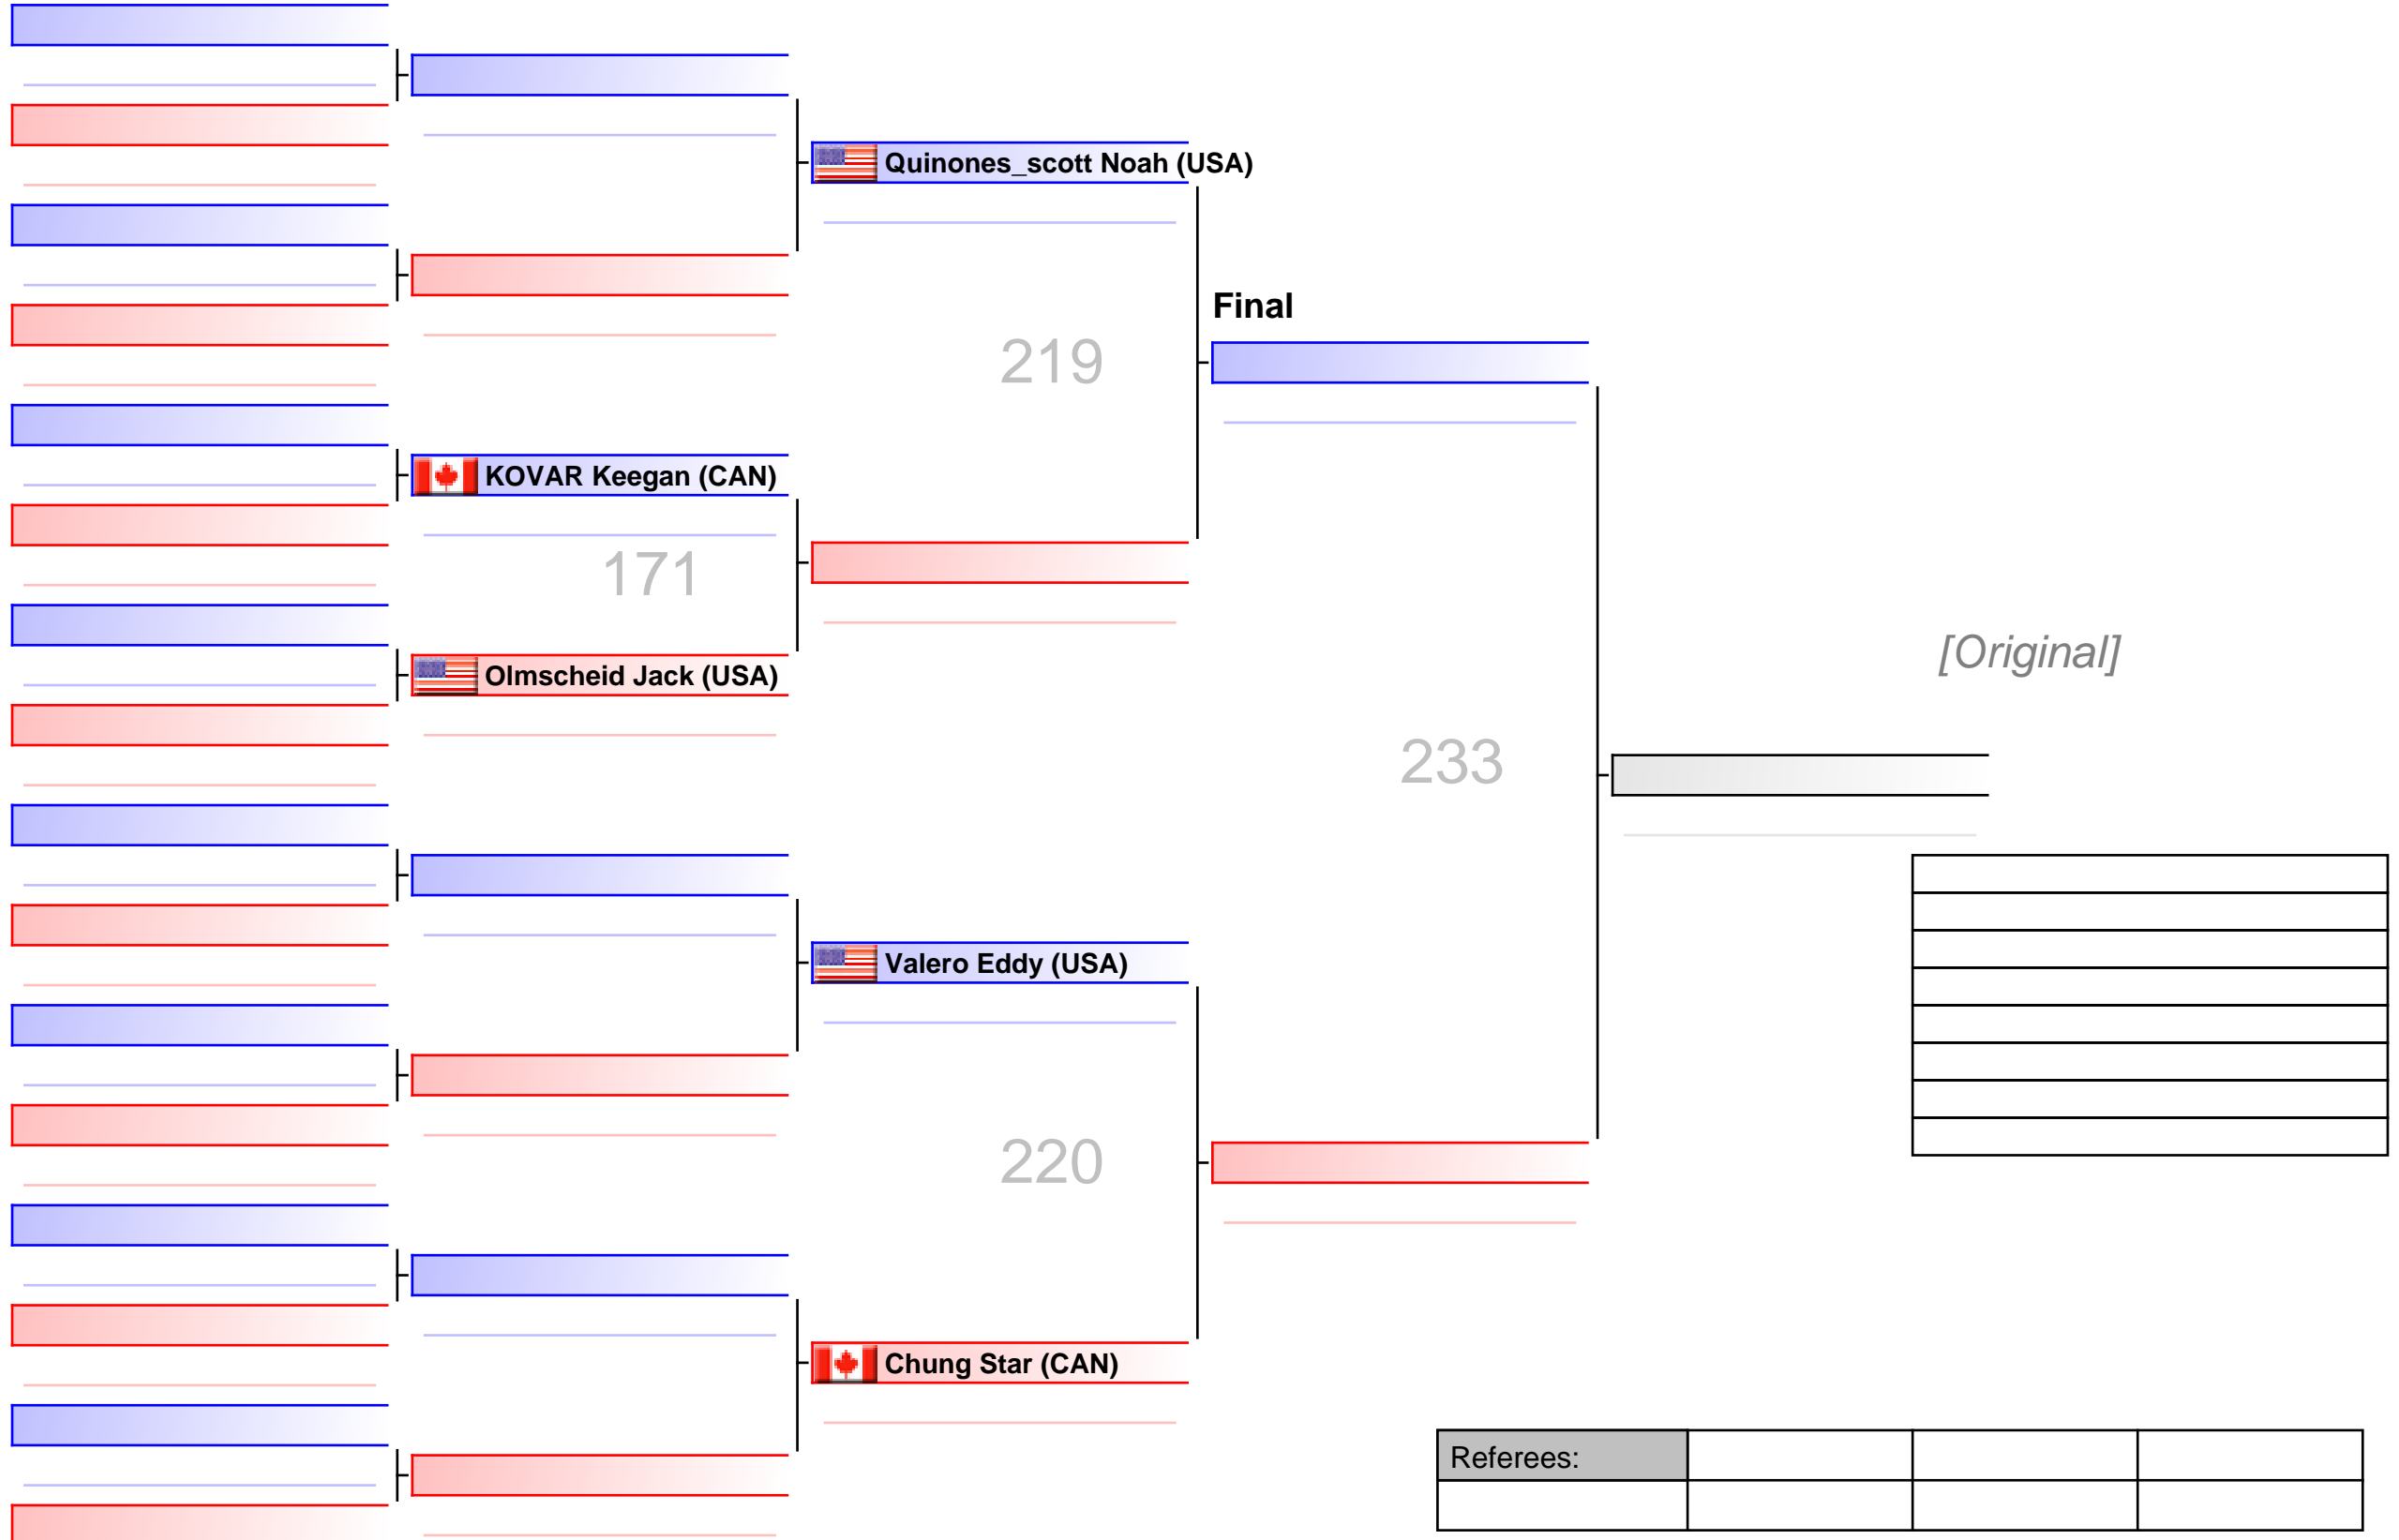 Quinones_scott Noah (USA)
Final
219
KOVAR Keegan (CAN)
171
[Original]
Olmscheid Jack (USA)
233
Valero Eddy (USA)
220
Chung Star (CAN)
Referees: